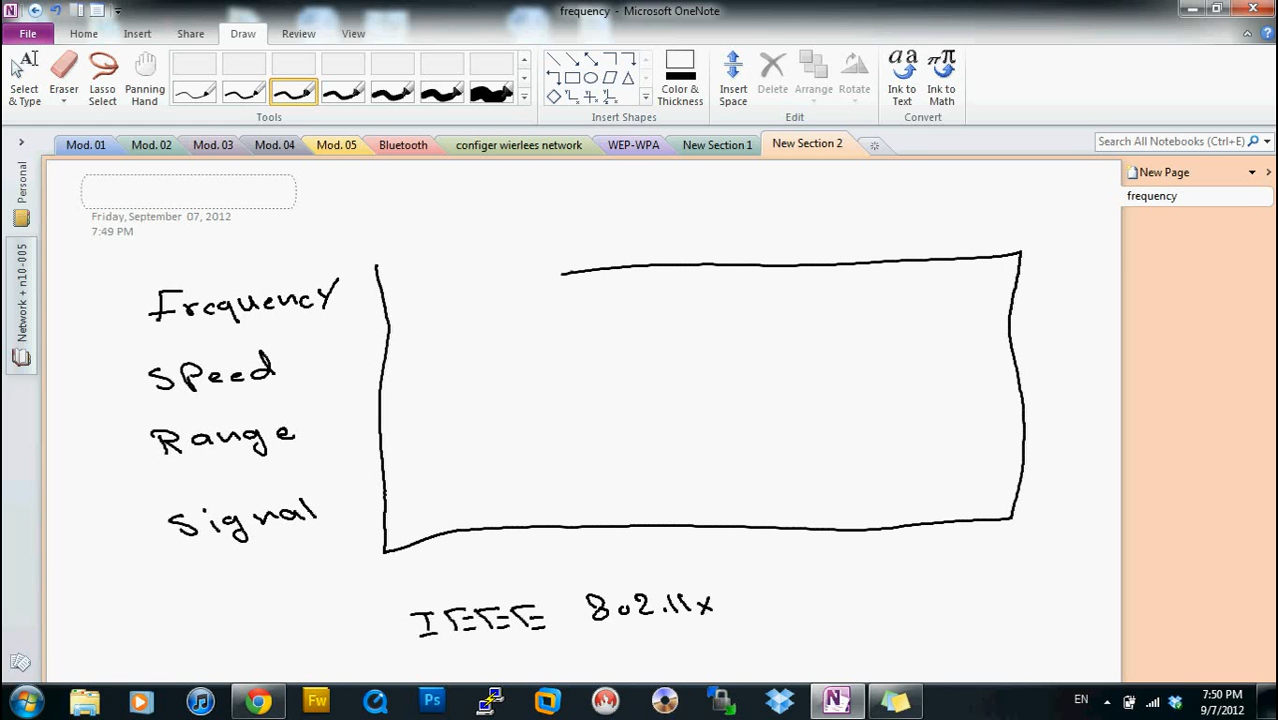 frequency - Microsoft OneNote
File Home Insert Share Draw Review View
Select & Type
Eraser
Lasso Select
Panning Hand
Color & Thickness
Insert Space
Delete
Arrange
Rotate
Ink to Text
Ink to Math
Tools
Insert Shapes
Edit
Convert
Mod. 01 Mod. 02 Mod. 03 Mod. 04 Mod. 05 Bluetooth configer wierlees network WEP-WPA New Section 1 New Section 2
Search All Notebooks (Ctrl+E)
New Page
frequency
Personal
Network + n10-005
Friday, September 07, 2012
7:49 PM
Frequency
Speed
Range
Signal
IEEE 802.11x
EN
7:50 PM
9/7/2012